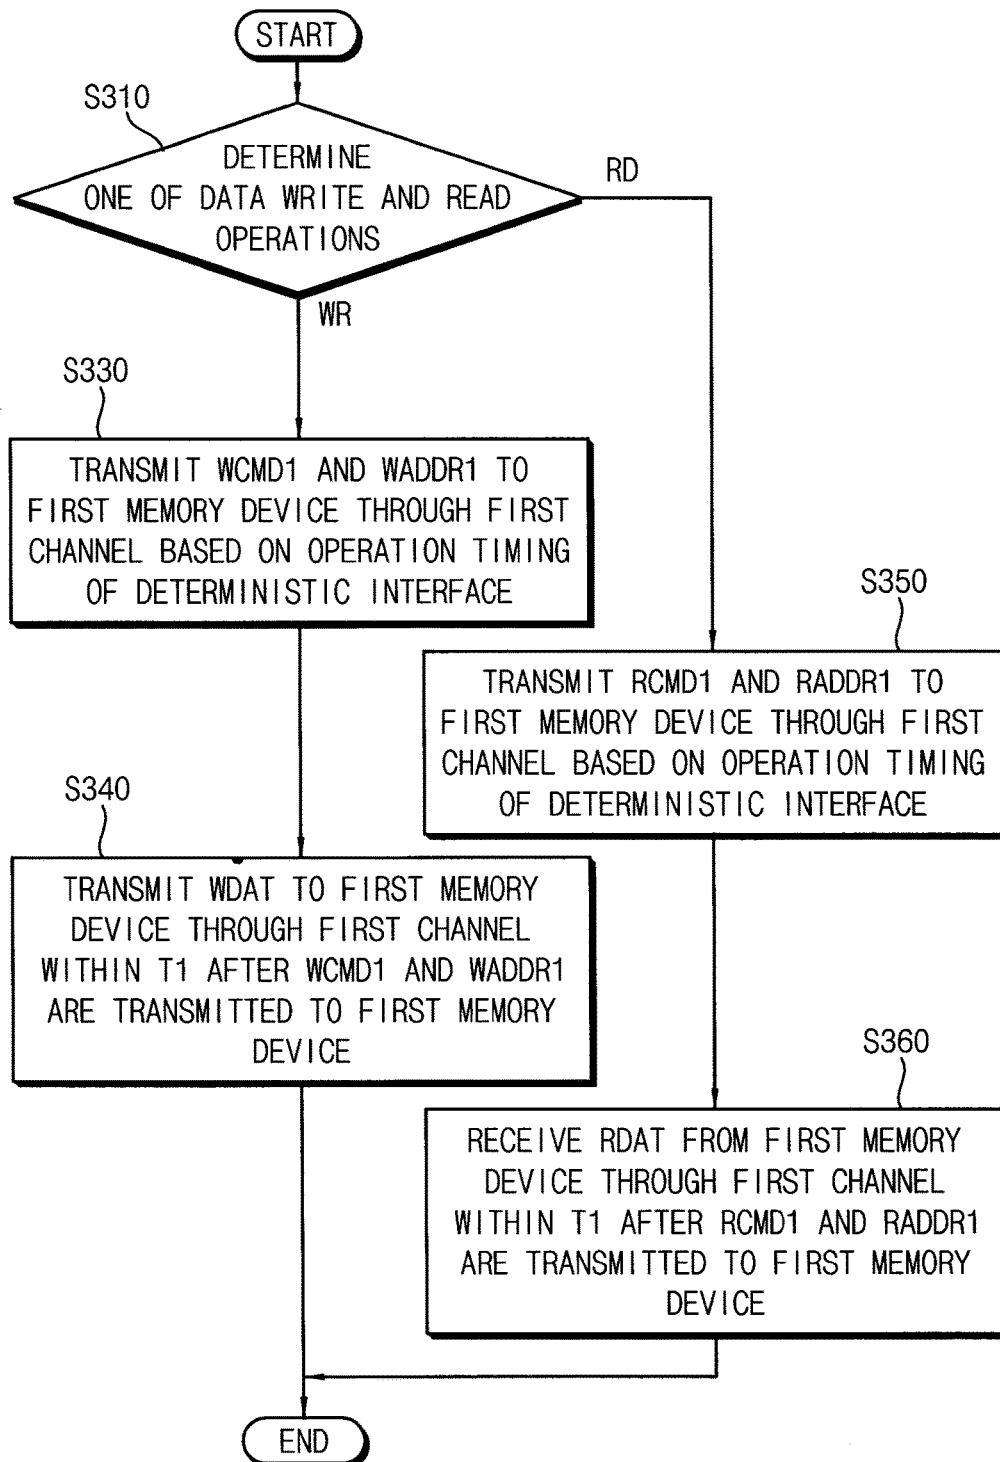 START
S310
DETERMINE
ONE OF DATA WRITE AND READ
OPERATIONS
RD
WR
S330
TRANSMIT WCMD1 AND WADDR1 TO
FIRST MEMORY DEVICE THROUGH FIRST
CHANNEL BASED ON OPERATION TIMING
OF DETERMINISTIC INTERFACE
S350
TRANSMIT RCMD1 AND RADDR1 TO
FIRST MEMORY DEVICE THROUGH FIRST
CHANNEL BASED ON OPERATION TIMING
OF DETERMINISTIC INTERFACE
S340
TRANSMIT WDAT TO FIRST MEMORY
DEVICE THROUGH FIRST CHANNEL
WITHIN T1 AFTER WCMD1 AND WADDR1
ARE TRANSMITTED TO FIRST MEMORY
DEVICE
S360
RECEIVE RDAT FROM FIRST MEMORY
DEVICE THROUGH FIRST CHANNEL
WITHIN T1 AFTER RCMD1 AND RADDR1
ARE TRANSMITTED TO FIRST MEMORY
DEVICE
END